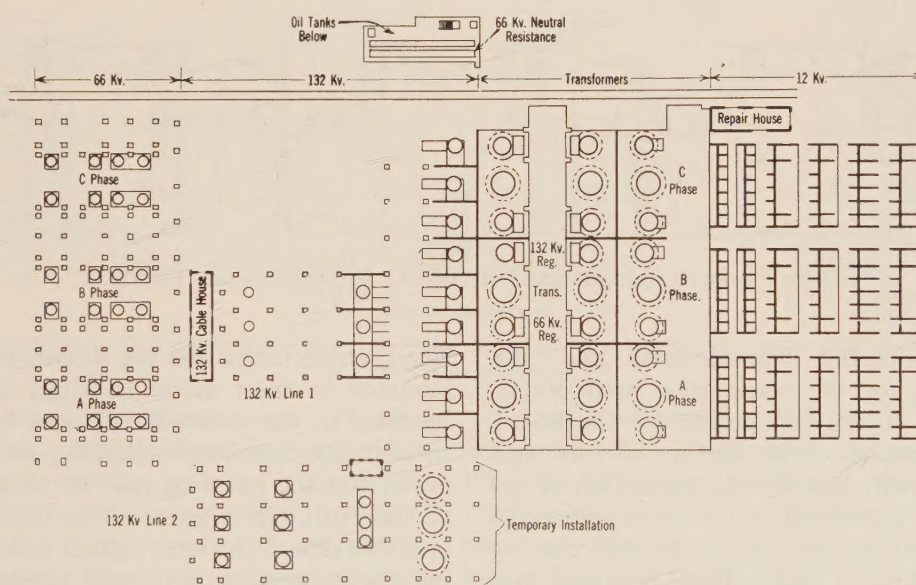 Oil Tanks
Below
66 Kv. Neutral
Resistance
66 Kv.
132 Kv.
Transformers
12 Kv.
Repair House
C Phase
C
Phase
132 Kv.
Reg.
B Phase
132 Kv. Cable House
Trans.
B
Phase.
66 Kv.
Reg.
132 Kv. Line 1
A Phase
A
Phase
132 Kv Line 2
Temporary Installation